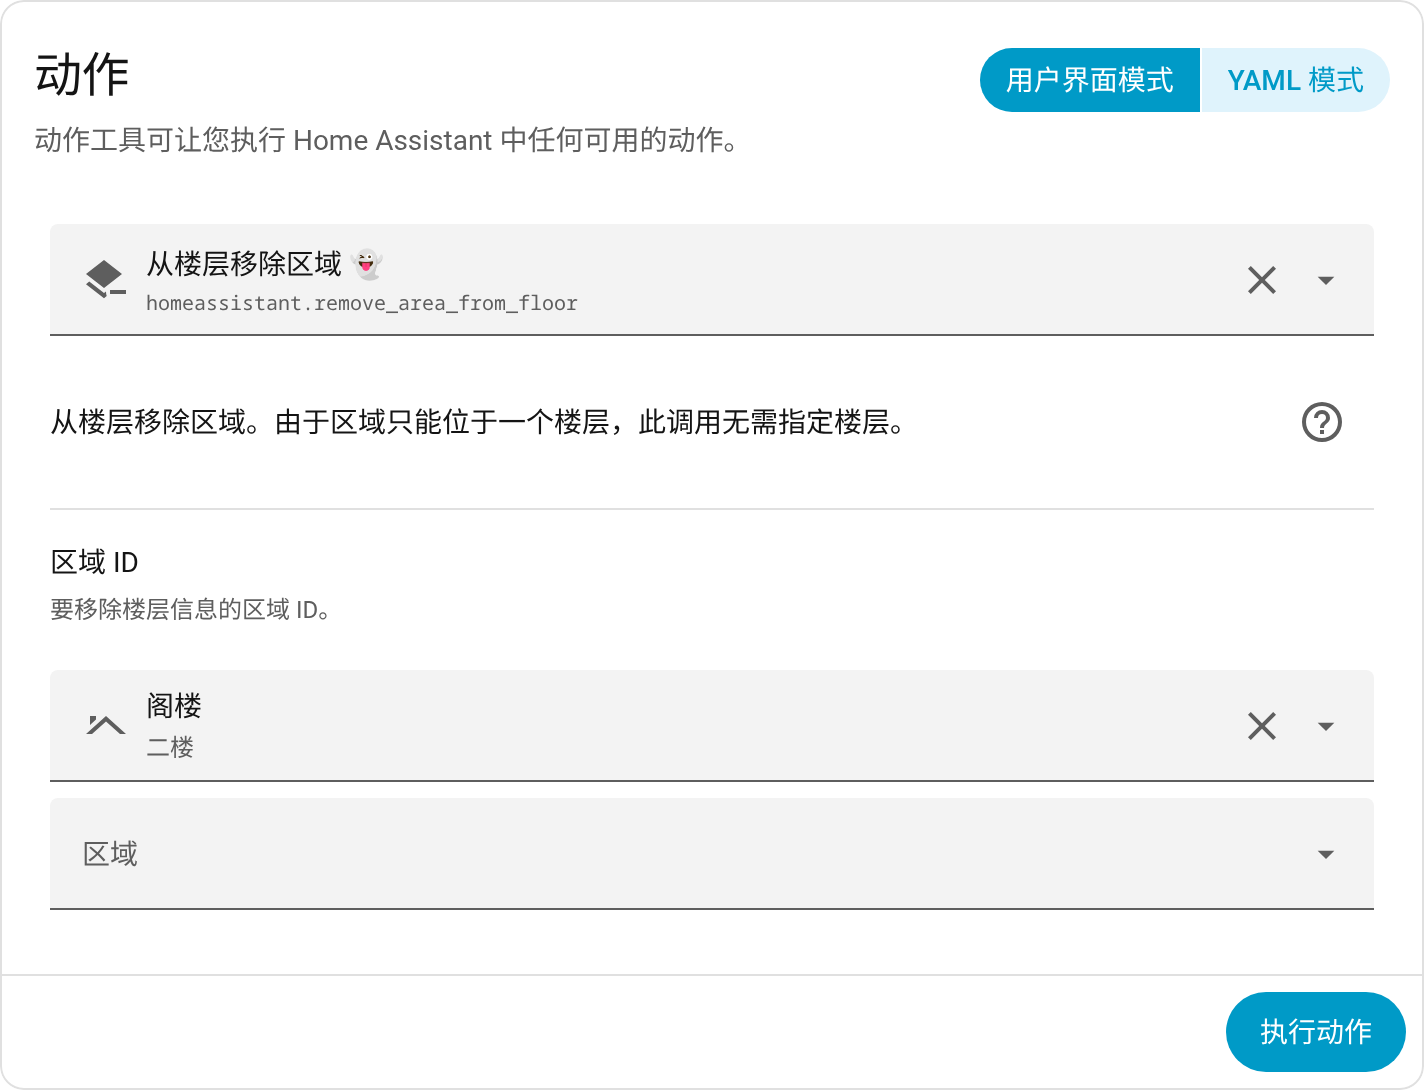 动作
用户界面模式
YAML 模式
动作工具可让您执行 Home Assistant 中任何可用的动作。
从楼层移除区域 👻
homeassistant.remove_area_from_floor
从楼层移除区域。由于区域只能位于一个楼层，此调用无需指定楼层。
区域 ID
要移除楼层信息的区域 ID。
阁楼
二楼
区域
执行动作